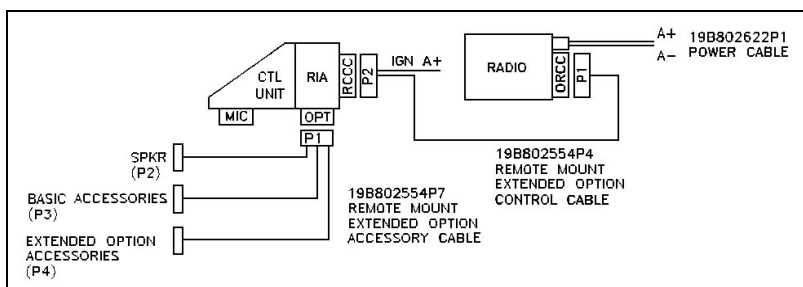 A+
A-
19B802622P1
POWER CABLE
IGN A+
CTL
UNIT
RIA
RCCC
P2
RADIO
ORCC
P1
MIC
OPT
P1
SPKR
(P2)
BASIC ACCESSORIES
(P3)
EXTENDED OPTION
ACCESSORIES
(P4)
19B802554P7
REMOTE MOUNT
EXTENDED OPTION
ACCESSORY CABLE
19B802554P4
REMOTE MOUNT
EXTENDED OPTION
CONTROL CABLE